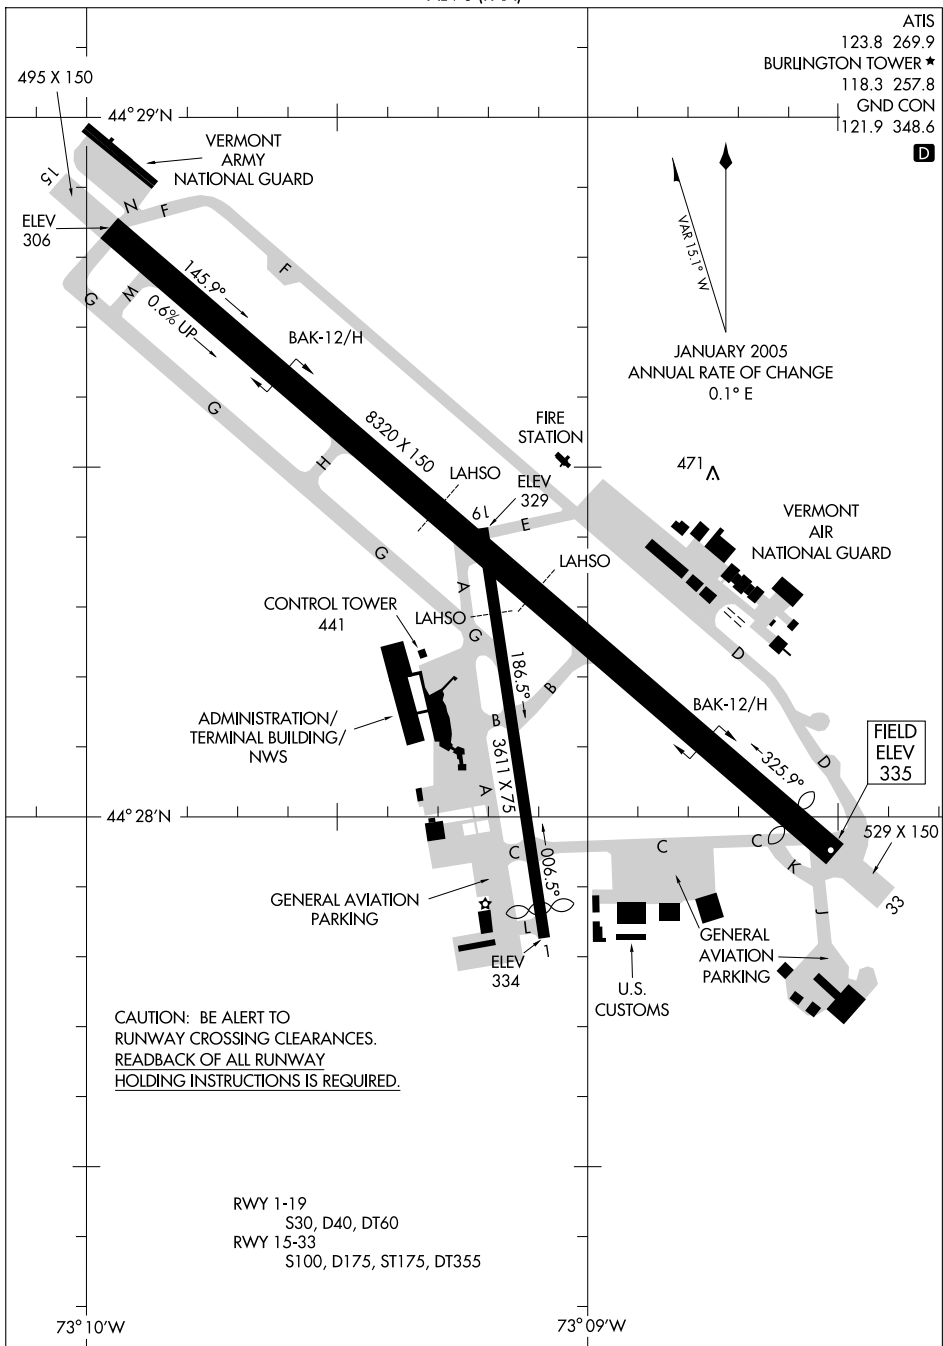 ATIS
123.8 269.9
BURLINGTON TOWER ★
118.3 257.8
GND CON
121.9 348.6
D
495 X 150
44°29'N
VERMONT
ARMY
NATIONAL GUARD
15
N
F
ELEV
306
F
VAR 15.1° W
145.9°
G
M
0.6% UP
BAK-12/H
JANUARY 2005
ANNUAL RATE OF CHANGE
0.1° E
G
8320 X 150
FIRE
STATION
H
LAHSO
471
ELEV
329
19
E
VERMONT
AIR
NATIONAL GUARD
G
LAHSO
A
CONTROL TOWER
441
LAHSO
G
D
186.5°
B
BAK-12/H
ADMINISTRATION/
TERMINAL BUILDING/
NWS
B
3611 X 75
FIELD
ELEV
335
325.9°
D
A
44°28'N
529 X 150
C
006.5°
C
C
K
GENERAL AVIATION
PARKING
33
J
L
1
ELEV
334
GENERAL
AVIATION
PARKING
U.S.
CUSTOMS
CAUTION: BE ALERT TO
RUNWAY CROSSING CLEARANCES.
READBACK OF ALL RUNWAY
HOLDING INSTRUCTIONS IS REQUIRED.
RWY 1-19
S30, D40, DT60
RWY 15-33
S100, D175, ST175, DT355
73°10'W
73°09'W